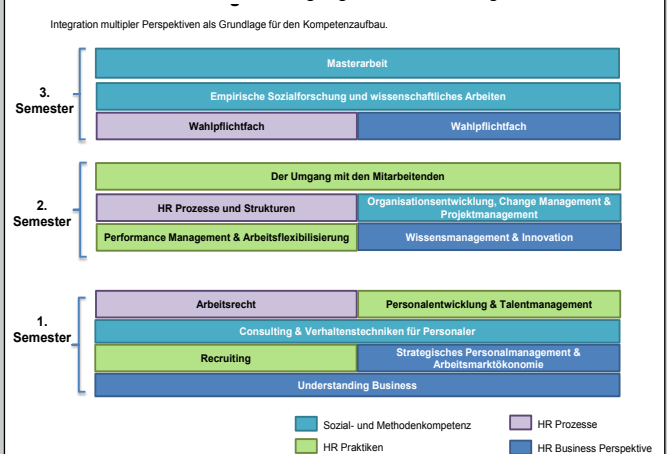 Integration multipler Perspektiven als Grundlage für den Kompetenzaufbau.
3.
Semester
Masterarbeit
Empirische Sozialforschung und wissenschaftliches Arbeiten
Wahlpflichtfach
Wahlpflichtfach
2.
Semester
Der Umgang mit den Mitarbeitenden
HR Prozesse und Strukturen
Organisationsentwicklung, Change Management &
Projektmanagement
Performance Management & Arbeitsflexibilisierung
Wissensmanagement & Innovation
1.
Semester
Arbeitsrecht
Personalentwicklung & Talentmanagement
Consulting & Verhaltenstechniken für Personaler
Recruiting
Strategisches Personalmanagement &
Arbeitsmarktökonomie
Understanding Business
Sozial- und Methodenkompetenz
HR Prozesse
HR Praktiken
HR Business Perspektive